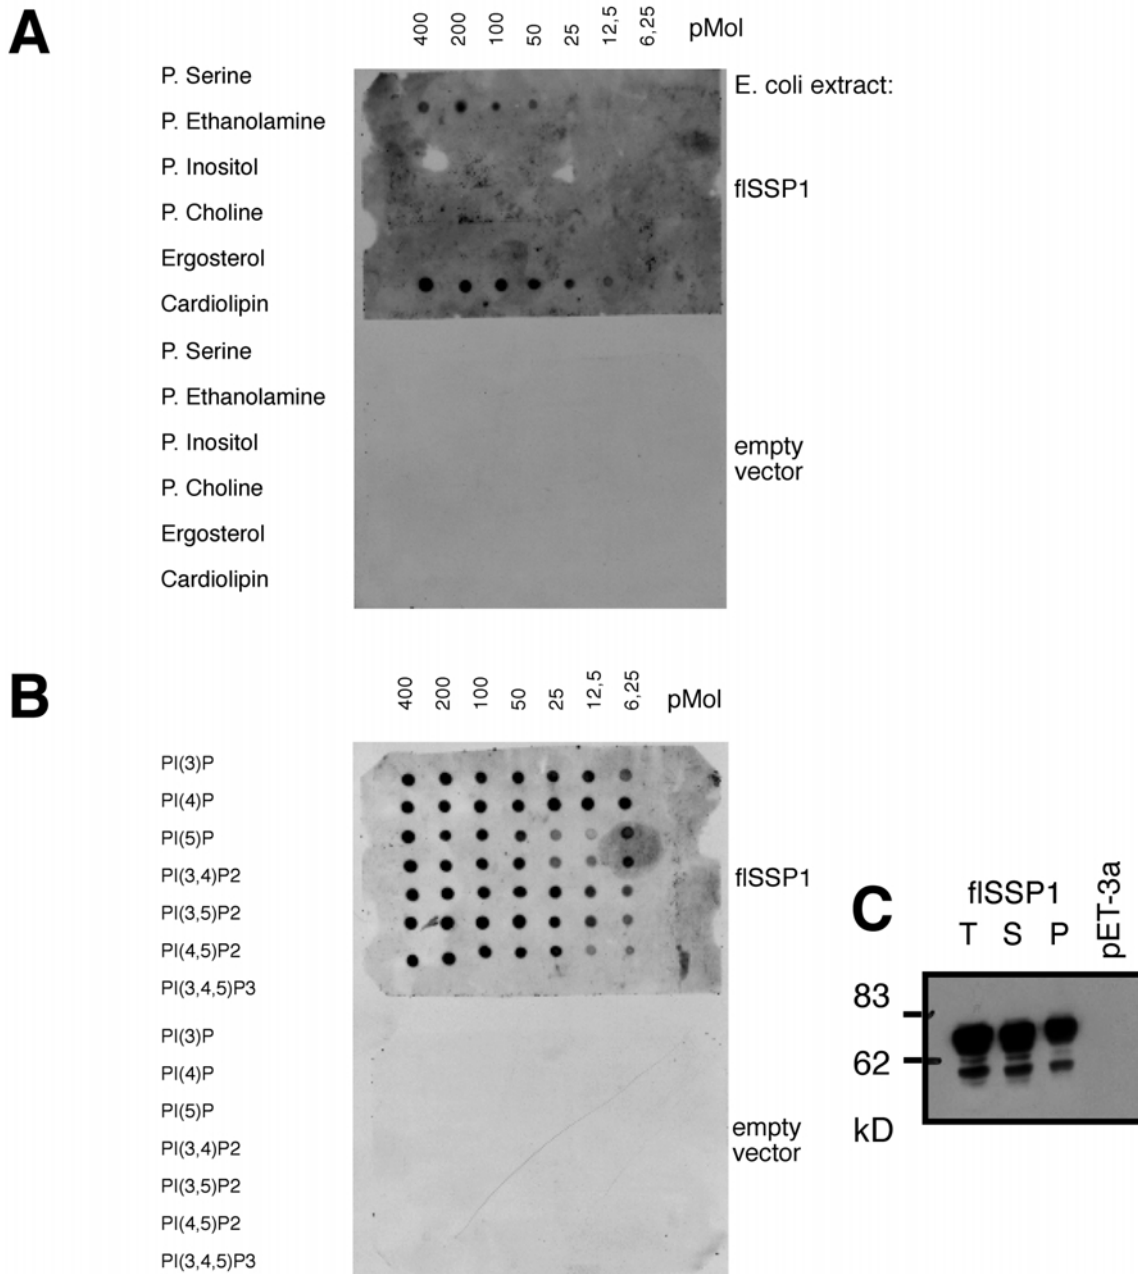 A
400 200 100 50 25 12,5 6,25 pMol
P. Serine
P. Ethanolamine
P. Inositol
P. Choline
Ergosterol
Cardiolipin
E. coli extract:
flSSP1
P. Serine
P. Ethanolamine
P. Inositol
P. Choline
Ergosterol
Cardiolipin
empty
vector
B
400 200 100 50 25 12,5 6,25 pMol
PI(3)P
PI(4)P
PI(5)P
PI(3,4)P2
PI(3,5)P2
PI(4,5)P2
PI(3,4,5)P3
flSSP1
PI(3)P
PI(4)P
PI(5)P
PI(3,4)P2
PI(3,5)P2
PI(4,5)P2
PI(3,4,5)P3
empty
vector
C
flSSP1
T S P pET-3a
83
62
kD